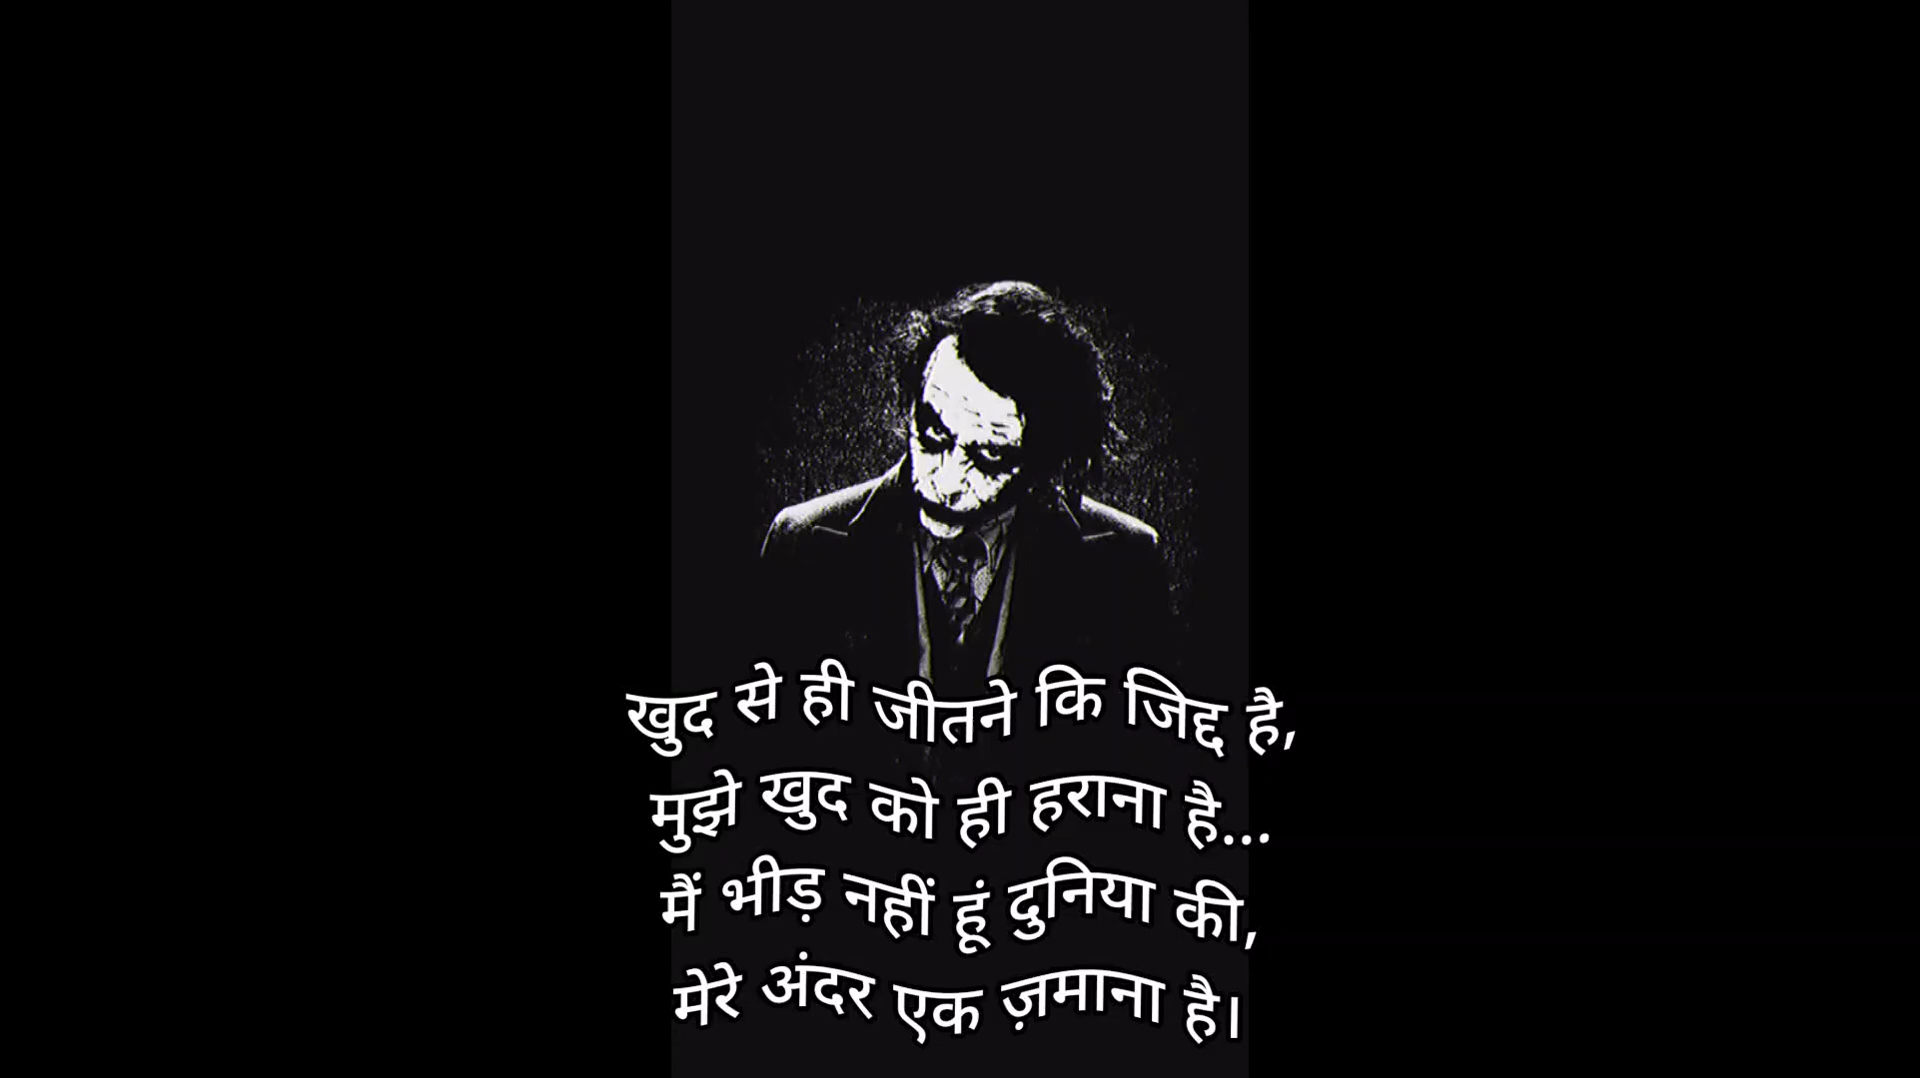 खुद से ही जीतने कि जिद्द है,
मुझे खुद को ही हराना है...
मैं भीड़ नहीं हूं दुनिया की,
मेरे अंदर एक ज़माना है।